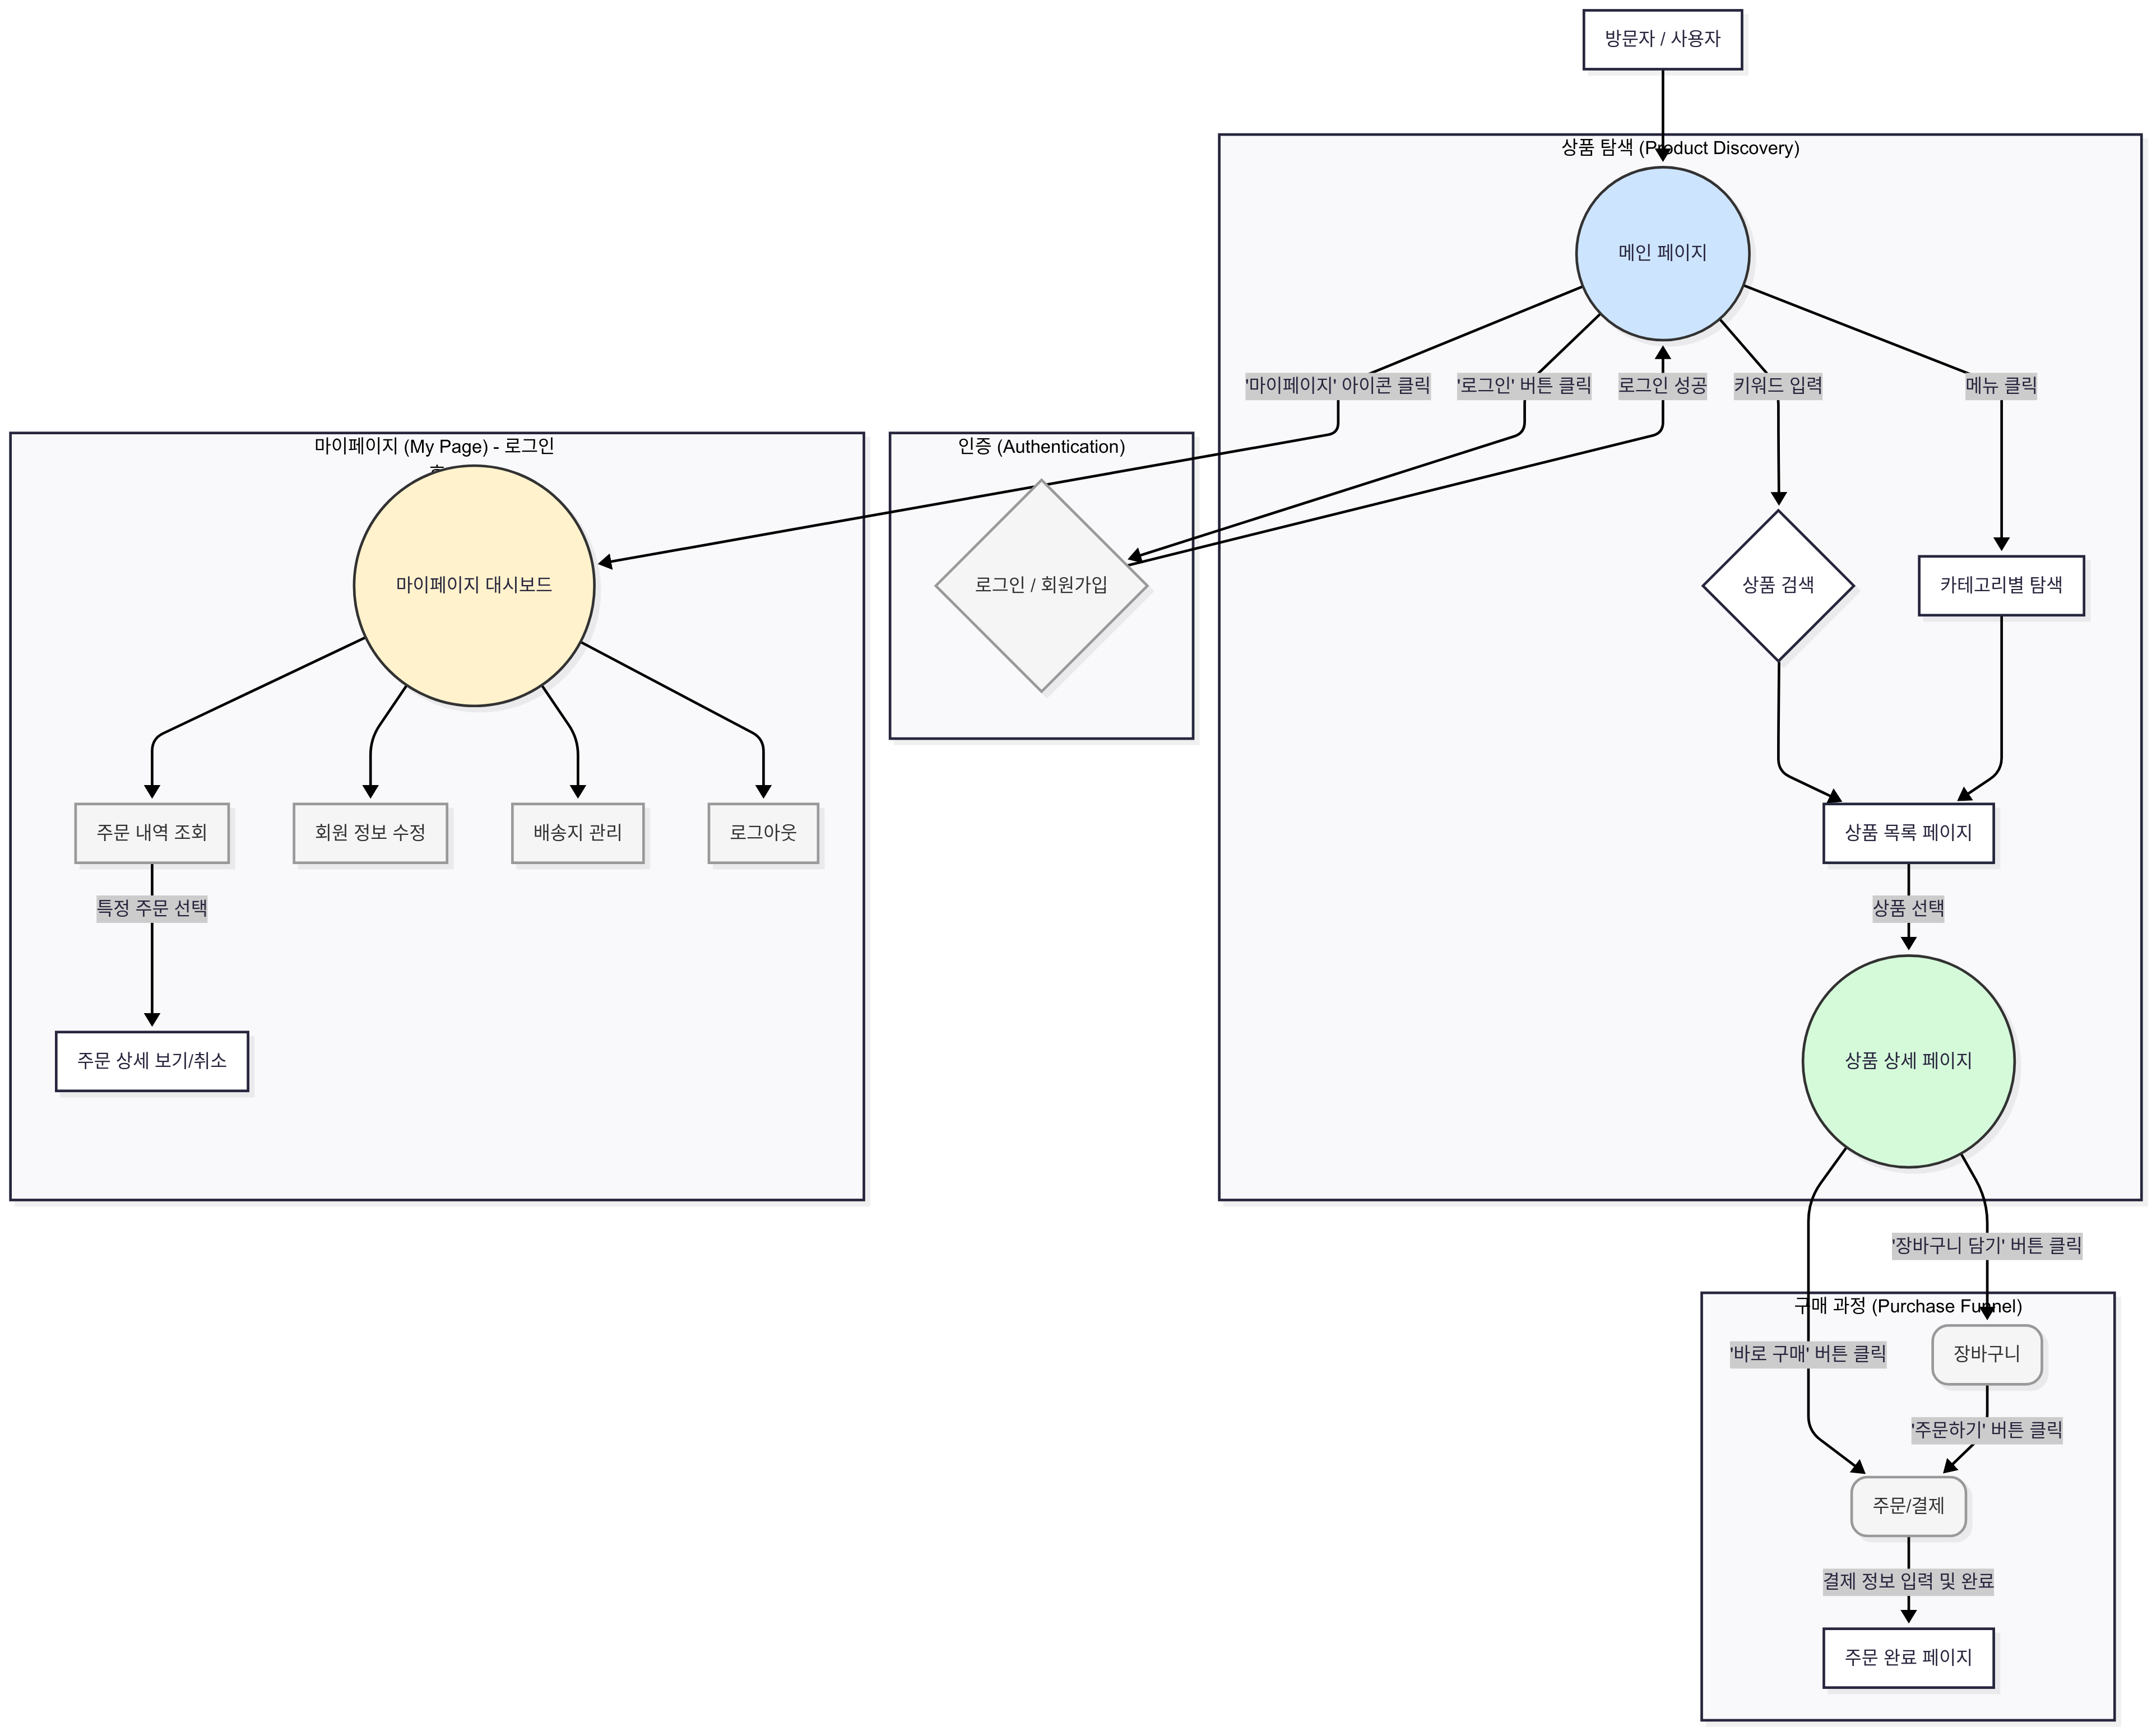 방문자 / 사용자
상품 탐색 (Product Discovery)
메인 페이지
'마이페이지' 아이콘 클릭
'로그인' 버튼 클릭
로그인 성공
키워드 입력
메뉴 클릭
마이페이지 (My Page) - 로그인
인증 (Authentication)
마이페이지 대시보드
로그인 / 회원가입
상품 검색
카테고리별 탐색
주문 내역 조회
회원 정보 수정
배송지 관리
로그아웃
상품 목록 페이지
특정 주문 선택
상품 선택
주문 상세 보기/취소
상품 상세 페이지
'장바구니 담기' 버튼 클릭
구매 과정 (Purchase Funnel)
'바로 구매' 버튼 클릭
장바구니
'주문하기' 버튼 클릭
주문/결제
결제 정보 입력 및 완료
주문 완료 페이지